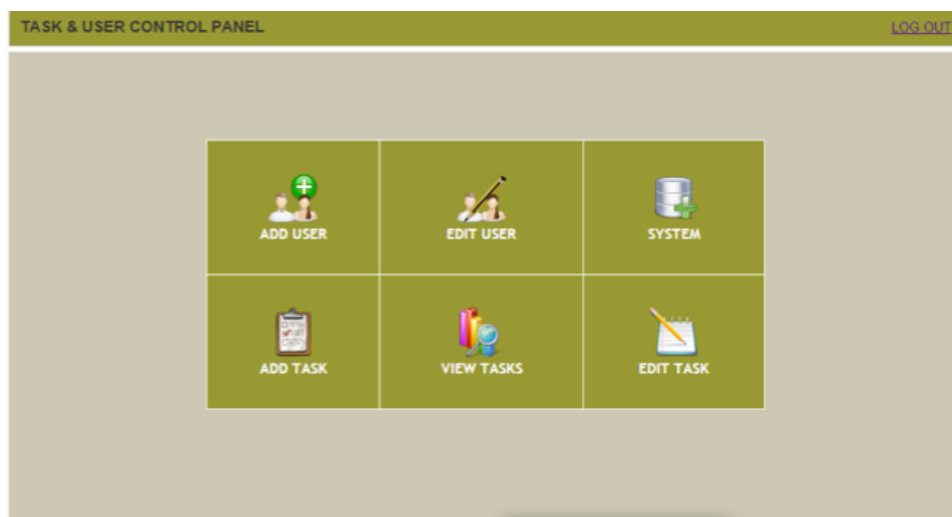 TASK & USER CONTROL PANEL
LOG OUT
ADD USER
EDIT USER
SYSTEM
ADD TASK
VIEW TASKS
EDIT TASK